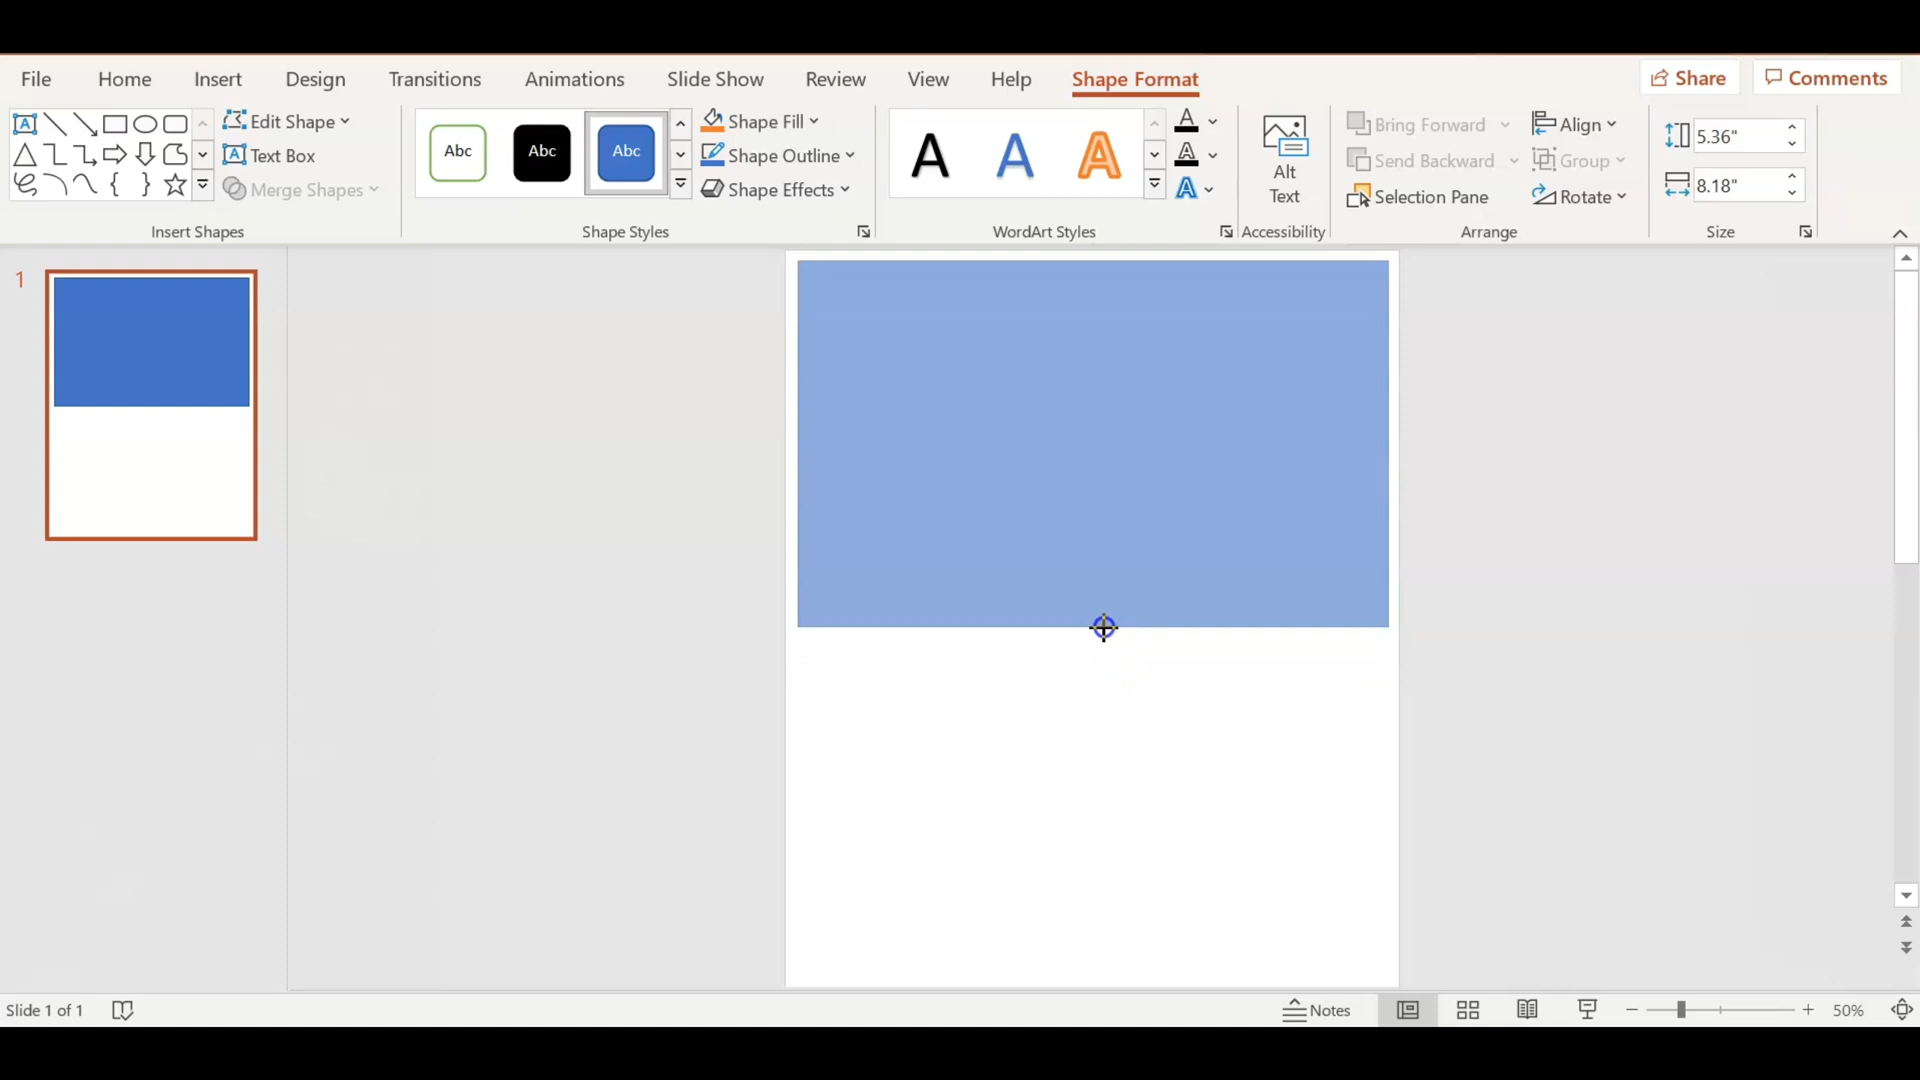 File Home Insert Design Transitions Animations Slide Show Review View Help Shape Format Share Comments
A Edit Shape Abc Abc Abc Shape Fill A A A A Bring Forward Align 5.36"
A Text Box Shape Outline A Alt Text Send Backward Group
Merge Shapes Shape Effects A Selection Pane Rotate 8.18"
Insert Shapes Shape Styles WordArt Styles Accessibility Arrange Size
1
Slide 1 of 1 Notes 50%